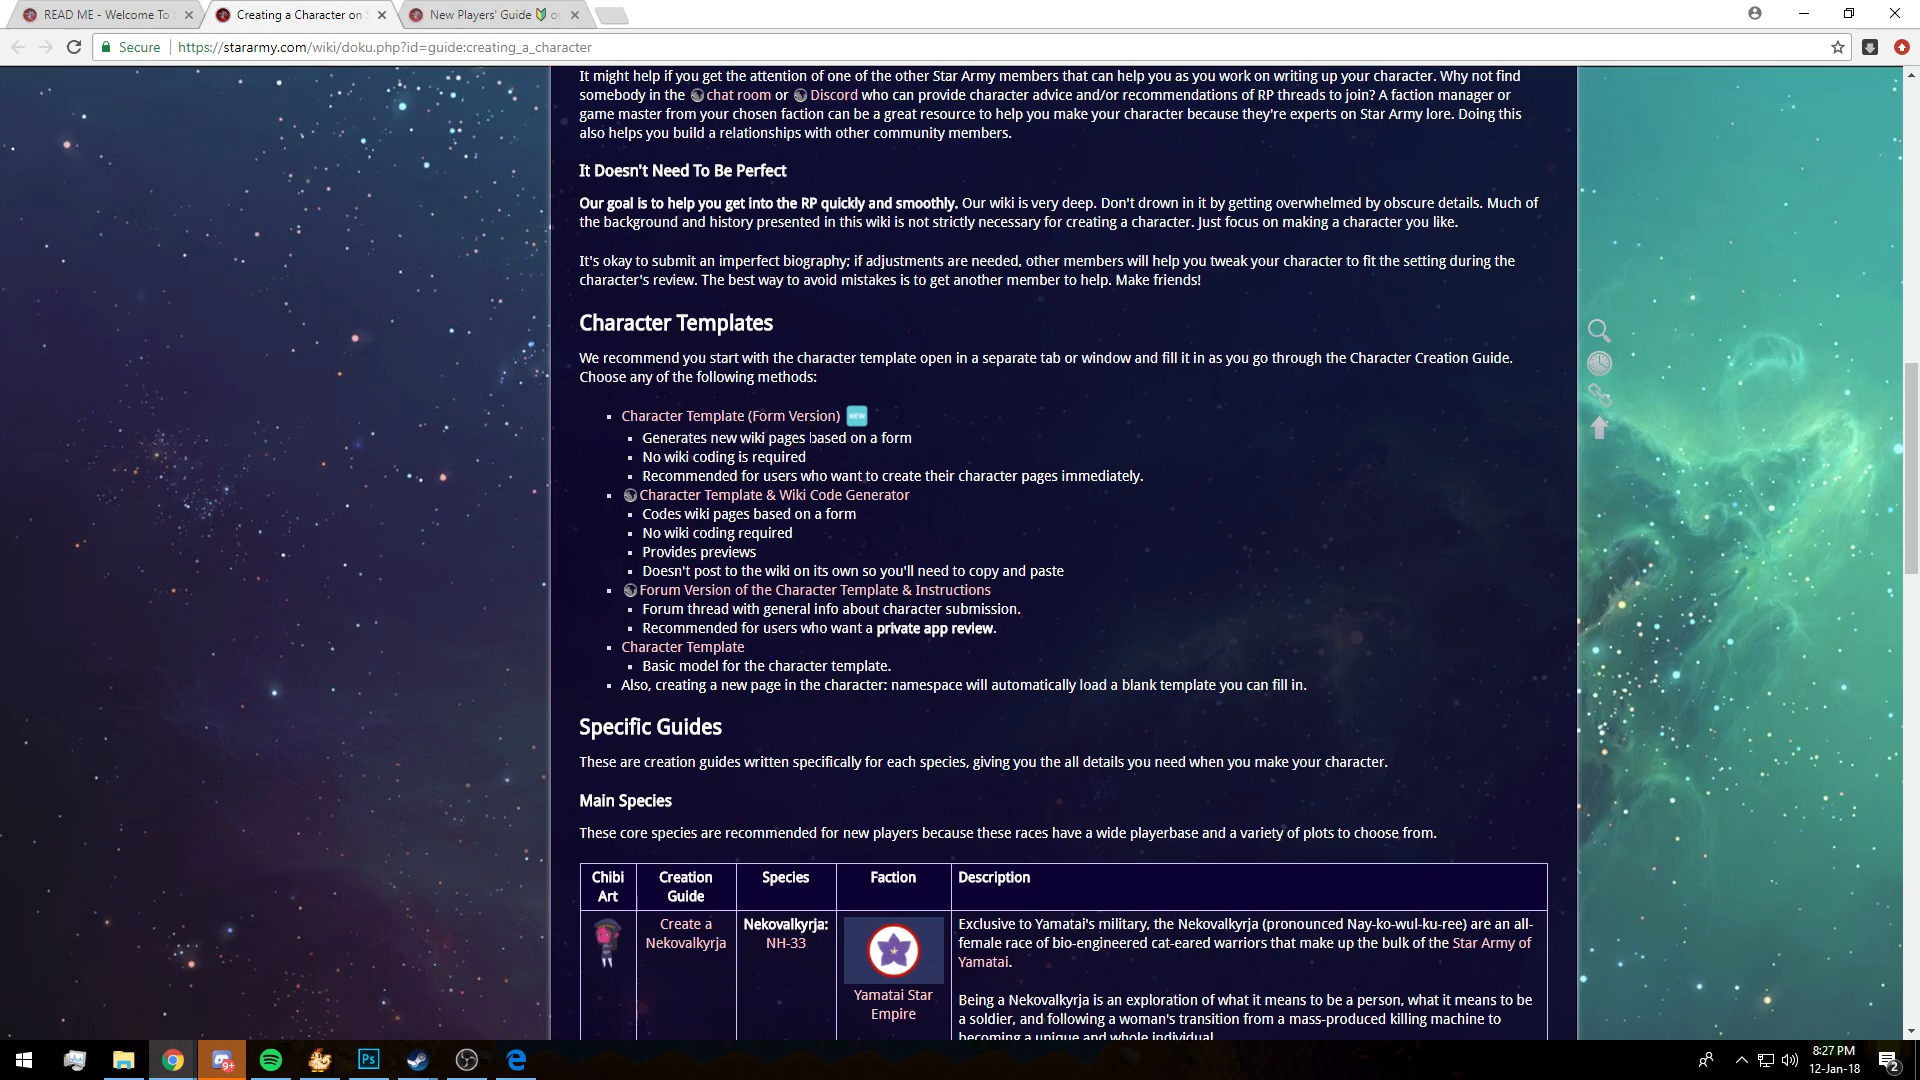 READ ME - Welcome To
Creating a Character on
New Players' Guide
Secure
https://stararmy.com/wiki/doku.php?id=guide:creating_a_character
It might help if you get the attention of one of the other Star Army members that can help you as you work on writing up your character. Why not find
somebody in the chat room or Discord who can provide character advice and/or recommendations of RP threads to join? A faction manager or
game master from your chosen faction can be a great resource to help you make your character because they're experts on Star Army lore. Doing this
also helps you build a relationships with other community members.
It Doesn't Need To Be Perfect
Our goal is to help you get into the RP quickly and smoothly. Our wiki is very deep. Don't drown in it by getting overwhelmed by obscure details. Much of
the background and history presented in this wiki is not strictly necessary for creating a character. Just focus on making a character you like.
It's okay to submit an imperfect biography; if adjustments are needed, other members will help you tweak your character to fit the setting during the
character's review. The best way to avoid mistakes is to get another member to help. Make friends!
Character Templates
We recommend you start with the character template open in a separate tab or window and fill it in as you go through the Character Creation Guide.
Choose any of the following methods:
Character Template (Form Version) NEW
Generates new wiki pages based on a form
No wiki coding is required
Recommended for users who want to create their character pages immediately.
Character Template & Wiki Code Generator
Codes wiki pages based on a form
No wiki coding required
Provides previews
Doesn't post to the wiki on its own so you'll need to copy and paste
Forum Version of the Character Template & Instructions
Forum thread with general info about character submission.
Recommended for users who want a private app review.
Character Template
Basic model for the character template.
Also, creating a new page in the character: namespace will automatically load a blank template you can fill in.
Specific Guides
These are creation guides written specifically for each species, giving you the all details you need when you make your character.
Main Species
These core species are recommended for new players because these races have a wide playerbase and a variety of plots to choose from.
Chibi Art
Creation Guide
Species
Faction
Description
Create a Nekovalkyrja
Nekovalkyrja: NH-33
Yamatai Star Empire
Exclusive to Yamatai's military, the Nekovalkyrja (pronounced Nay-ko-wul-ku-ree) are an all-
female race of bio-engineered cat-eared warriors that make up the bulk of the Star Army of
Yamatai.
Being a Nekovalkyrja is an exploration of what it means to be a person, what it means to be
a soldier, and following a woman's transition from a mass-produced killing machine to
becoming a unique and whole individual.
9+
Ps
8:27 PM
12-Jan-18
2